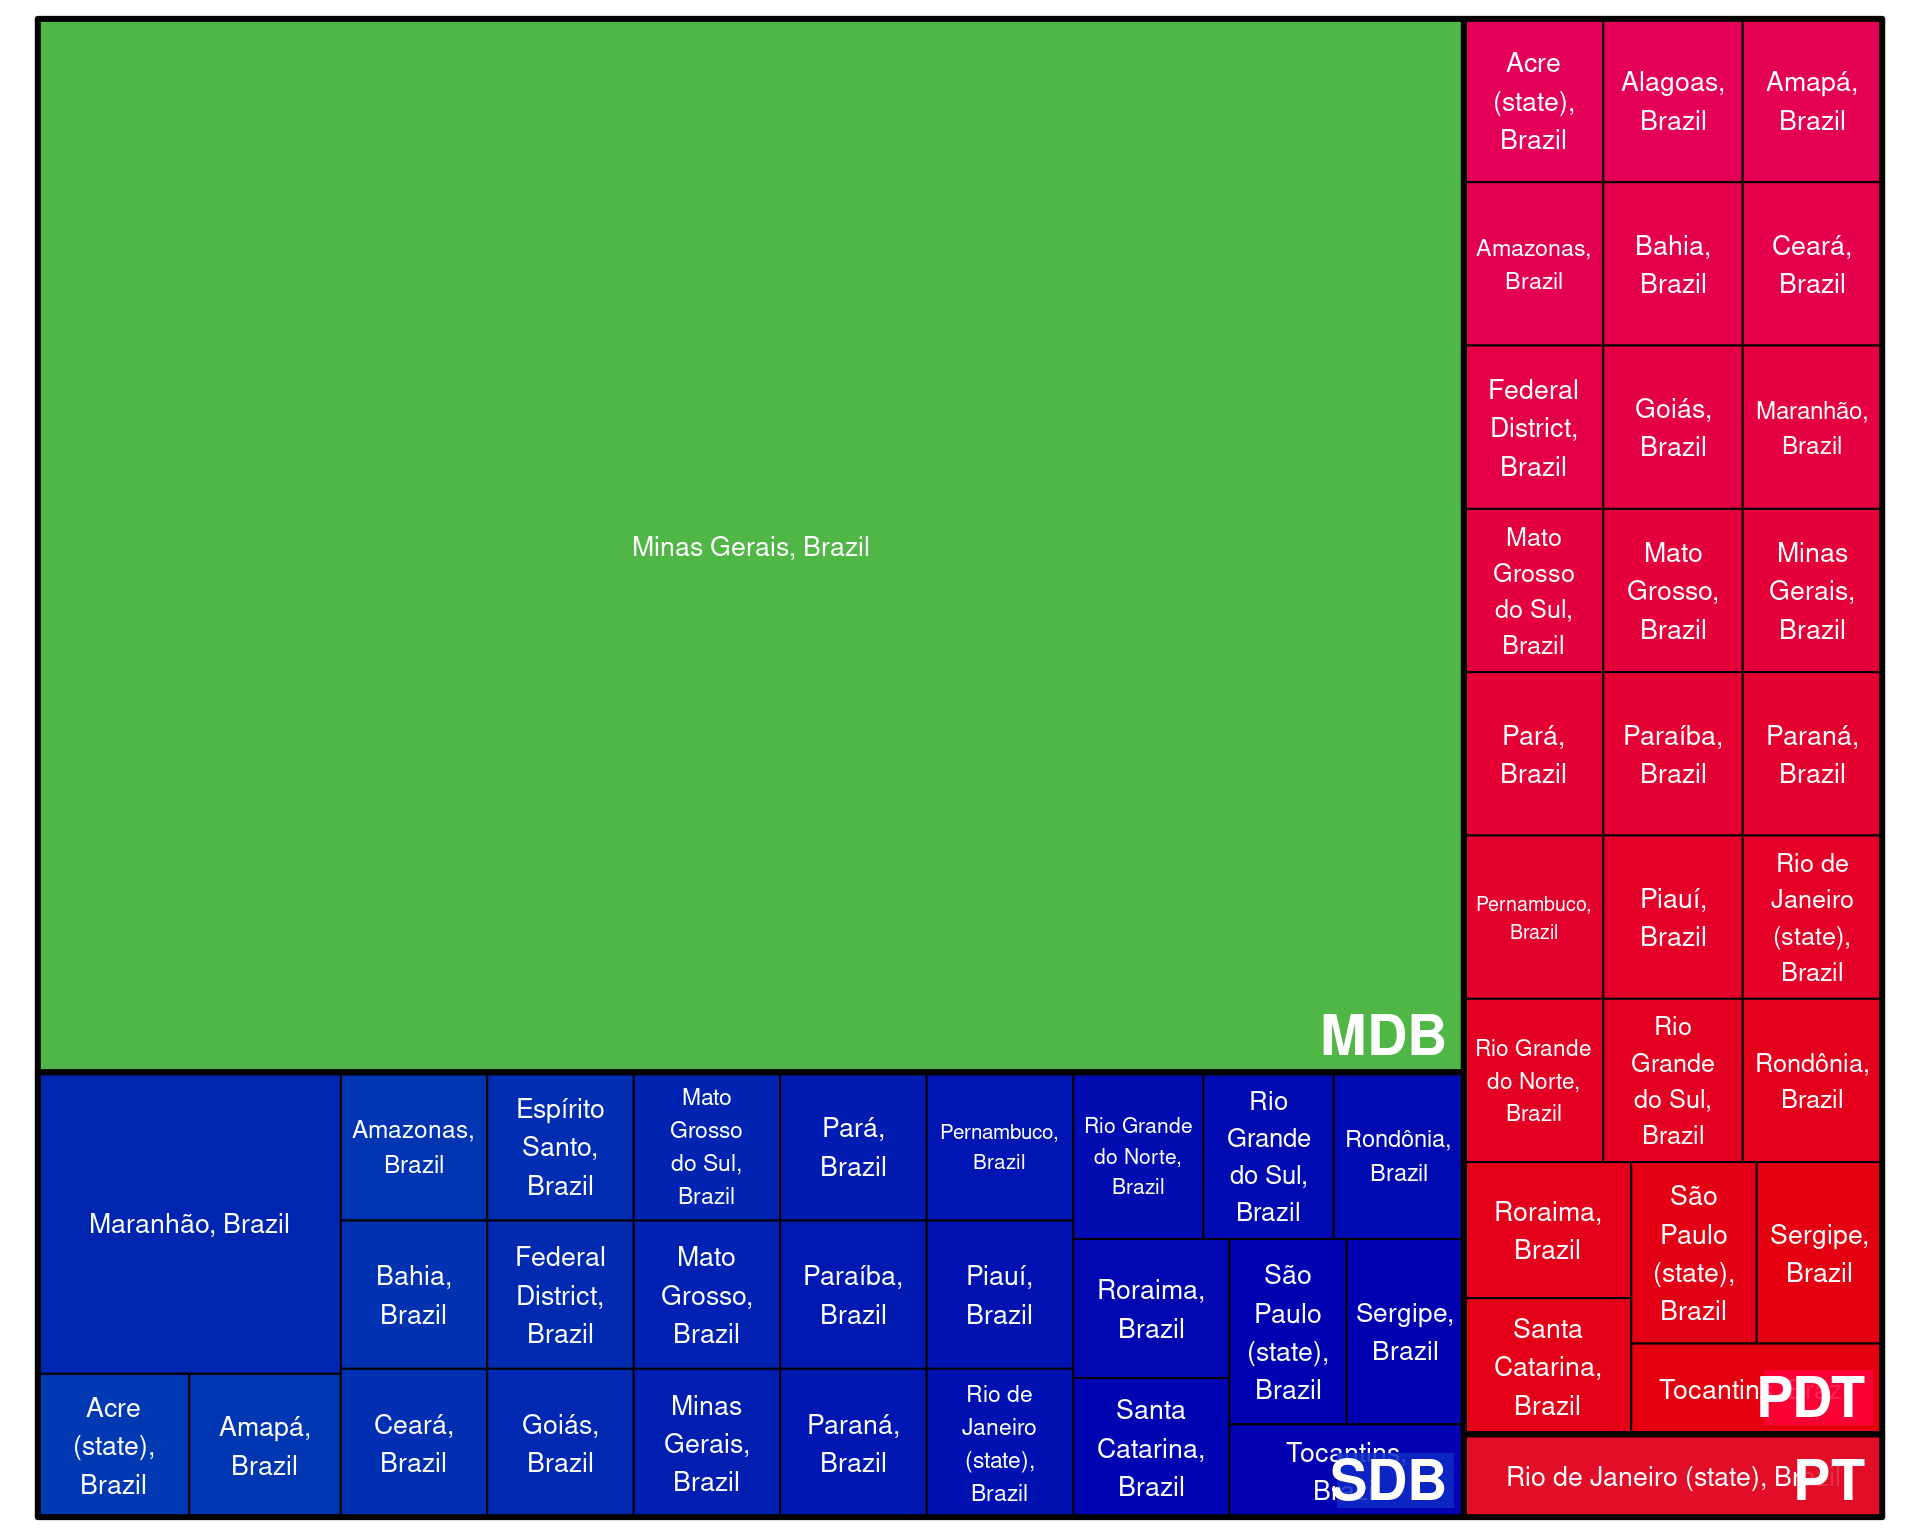 Minas Gerais, Brazil
MDB
Maranhão, Brazil
Acre
(state),
Brazil
Amapá,
Brazil
Amazonas,
Brazil
Bahia,
Brazil
Ceará,
Brazil
Espírito
Santo,
Brazil
Federal
District,
Brazil
Goiás,
Brazil
Mato
Grosso
do Sul,
Brazil
Mato
Grosso,
Brazil
Minas
Gerais,
Brazil
Pará,
Brazil
Paraíba,
Brazil
Paraná,
Brazil
Pernambuco,
Brazil
Piauí,
Brazil
Rio de
Janeiro
(state),
Brazil
Rio Grande
do Norte,
Brazil
Rio
Grande
do Sul,
Brazil
Rondônia,
Brazil
Roraima,
Brazil
Santa
Catarina,
Brazil
São
Paulo
(state),
Brazil
Sergipe,
Brazil
Tocantins,
Brazil
SDB
Acre
(state),
Brazil
Alagoas,
Brazil
Amapá,
Brazil
Amazonas,
Brazil
Bahia,
Brazil
Ceará,
Brazil
Federal
District,
Brazil
Goiás,
Brazil
Maranhão,
Brazil
Mato
Grosso
do Sul,
Brazil
Mato
Grosso,
Brazil
Minas
Gerais,
Brazil
Pará,
Brazil
Paraíba,
Brazil
Paraná,
Brazil
Pernambuco,
Brazil
Piauí,
Brazil
Rio de
Janeiro
(state),
Brazil
Rio Grande
do Norte,
Brazil
Rio
Grande
do Sul,
Brazil
Rondônia,
Brazil
Roraima,
Brazil
Santa
Catarina,
Brazil
São
Paulo
(state),
Brazil
Sergipe,
Brazil
Tocantins, Brazil
PDT
Rio de Janeiro (state), Brazil
PT